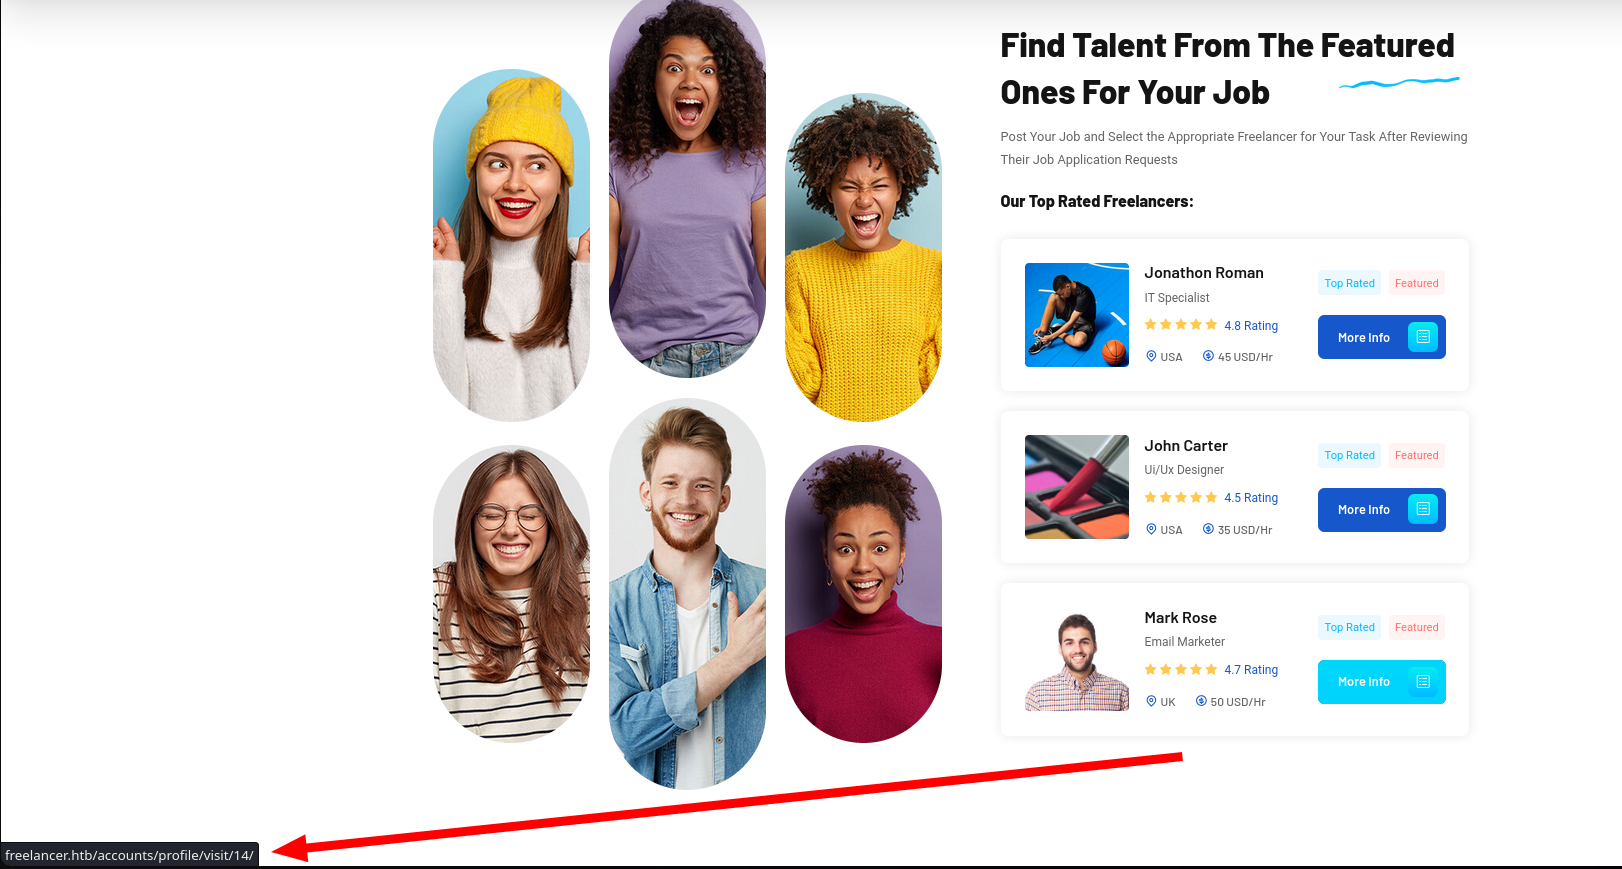 Find Talent From The Featured
Ones For Your Job
Post Your Job and Select the Appropriate Freelancer for Your Task After Reviewing
Their Job Application Requests
Our Top Rated Freelancers:
Jonathon Roman
IT Specialist
4.8 Rating
USA 45 USD/Hr
Top Rated Featured
More Info
John Carter
Ui/Ux Designer
4.5 Rating
USA 35 USD/Hr
Top Rated Featured
More Info
Mark Rose
Email Marketer
4.7 Rating
UK 50 USD/Hr
Top Rated Featured
More Info
freelancer.htb/accounts/profile/visit/14/